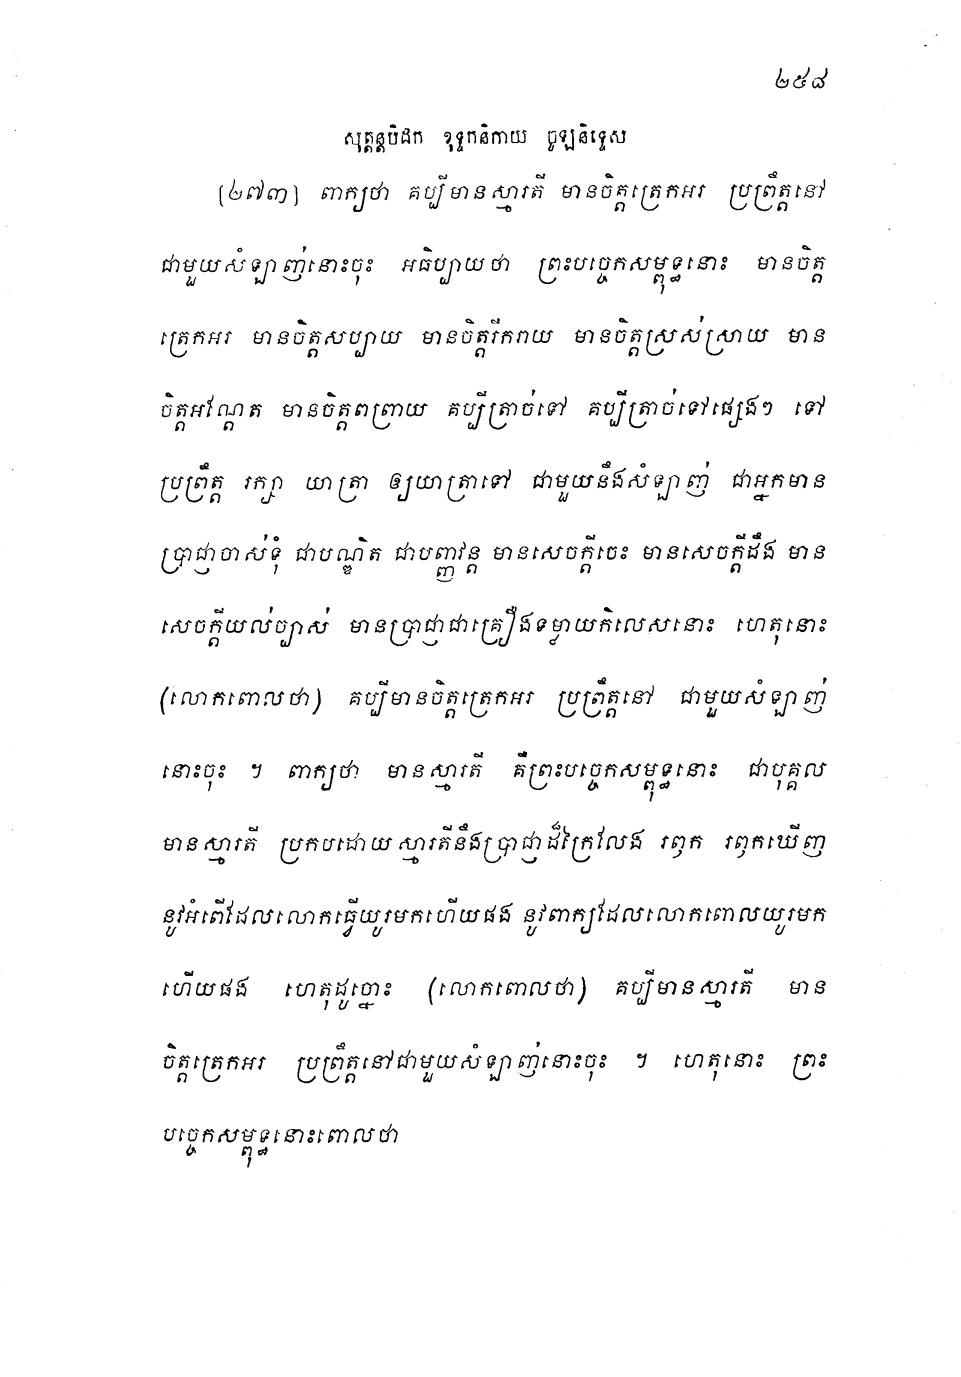 ២៥៨
សុត្តន្តបិដក ខុទ្ទកនិកាយ ចូឡនិទ្ទេស
[២៧៣] ពាក្យថា គប្បីមានស្មារតី មានចិត្តត្រេកអរ ប្រព្រឹត្តនៅ
ជាមួយសំឡាញ់នោះចុះ អធិប្បាយថា ព្រះបច្ចេកសម្ពុទ្ធនោះ មានចិត្ត
ត្រេកអរ មានចិត្តសប្បាយ មានចិត្តរីករាយ មានចិត្តស្រស់ស្រាយ មាន
ចិត្តអណ្តែត មានចិត្តពព្រាយ គប្បីត្រាច់ទៅ គប្បីត្រាច់ទៅផ្សេងៗ ទៅ
ប្រព្រឹត្ត រក្សា យាត្រា ឲ្យយាត្រាទៅ ជាមួយនឹងសំឡាញ់ ជាអ្នកមាន
ប្រាជ្ញាចាស់ទុំ ជាបណ្ឌិត ជាបញ្ញវន្ត មានសេចក្តីចេះ មានសេចក្តីដឹង មាន
សេចក្តីយល់ច្បាស់ មានប្រាជ្ញាជាគ្រឿងទម្លាយកិលេសនោះ ហេតុនោះ
(លោកពោលថា) គប្បីមានចិត្តត្រេកអរ ប្រព្រឹត្តនៅ ជាមួយសំឡាញ់
នោះចុះ ។ ពាក្យថា មានស្មារតី គឺព្រះបច្ចេកសម្ពុទ្ធនោះ ជាបុគ្គល
មានស្មារតី ប្រកបដោយស្មារតីនឹងប្រាជ្ញាដ៏ក្រៃលែង រឭក រឭកឃើញ
នូវអំពើដែលលោកធ្វើយូរមកហើយផង នូវពាក្យដែលលោកពោលយូរមក
ហើយផង ហេតុដូច្នោះ (លោកពោលថា) គប្បីមានស្មារតី មាន
ចិត្តត្រេកអរ ប្រព្រឹត្តនៅជាមួយសំឡាញ់នោះចុះ ។ ហេតុនោះ ព្រះ
បច្ចេកសម្ពុទ្ធនោះពោលថា